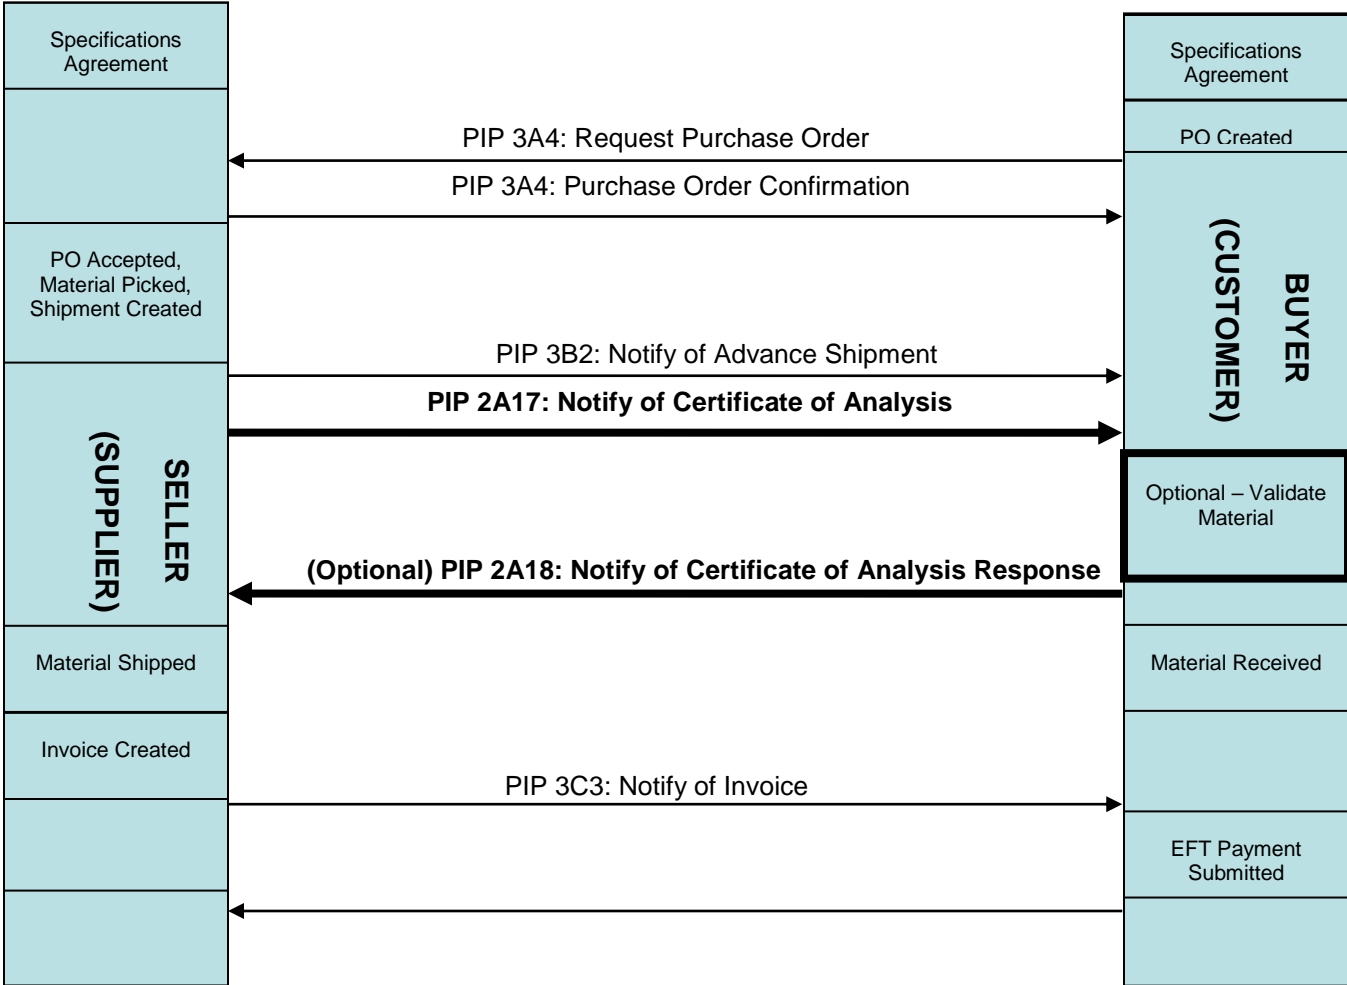 Specifications
Agreement
Specifications
Agreement
PIP 3A4: Request Purchase Order
PO Created
PIP 3A4: Purchase Order Confirmation
PO Accepted,
Material Picked,
Shipment Created
BUYER
(CUSTOMER)
PIP 3B2: Notify of Advance Shipment
PIP 2A17: Notify of Certificate of Analysis
SELLER
(SUPPLIER)
Optional – Validate
Material
(Optional) PIP 2A18: Notify of Certificate of Analysis Response
Material Shipped
Material Received
Invoice Created
PIP 3C3: Notify of Invoice
EFT Payment
Submitted